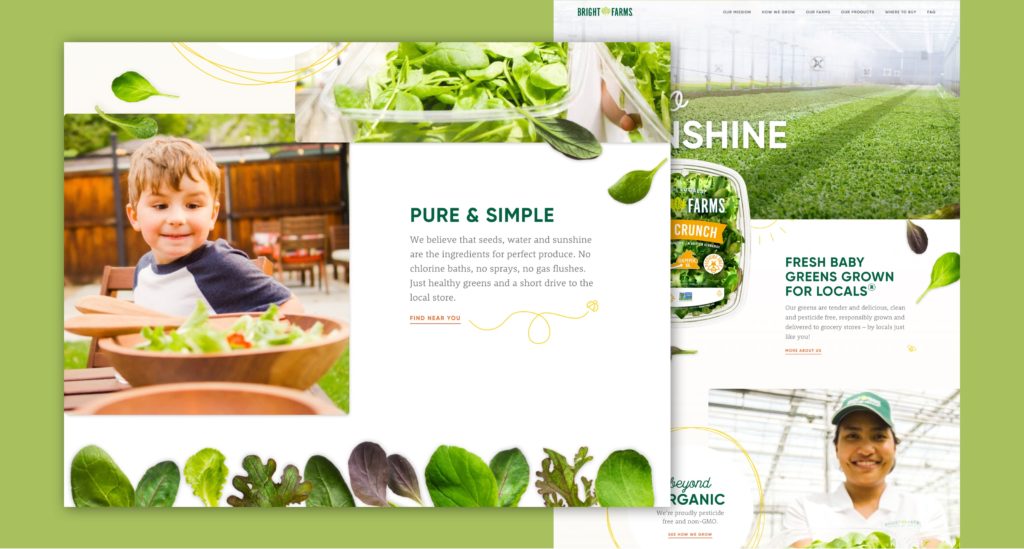 BRIGHT FARMS
OUR MISSION
HOW WE GROW
OUR FARMS
OUR PRODUCTS
WHERE TO BUY
FAQ
PURE & SIMPLE
We believe that seeds, water and sunshine
are the ingredients for perfect produce. No
chlorine baths, no sprays, no gas flushes.
Just healthy greens and a short drive to the
local store.
FIND NEAR YOU
NSHINE
FARMS
CRUNCH
FRESH BABY
GREENS GROWN
FOR LOCALS®
Our greens are tender and delicious, clean
and pesticide free, responsibly grown and
delivered to grocery stores – by locals just
like you!
MORE ABOUT US
beyond
RGANIC
We're proudly pesticide
free and non-GMO.
SEE HOW WE GROW